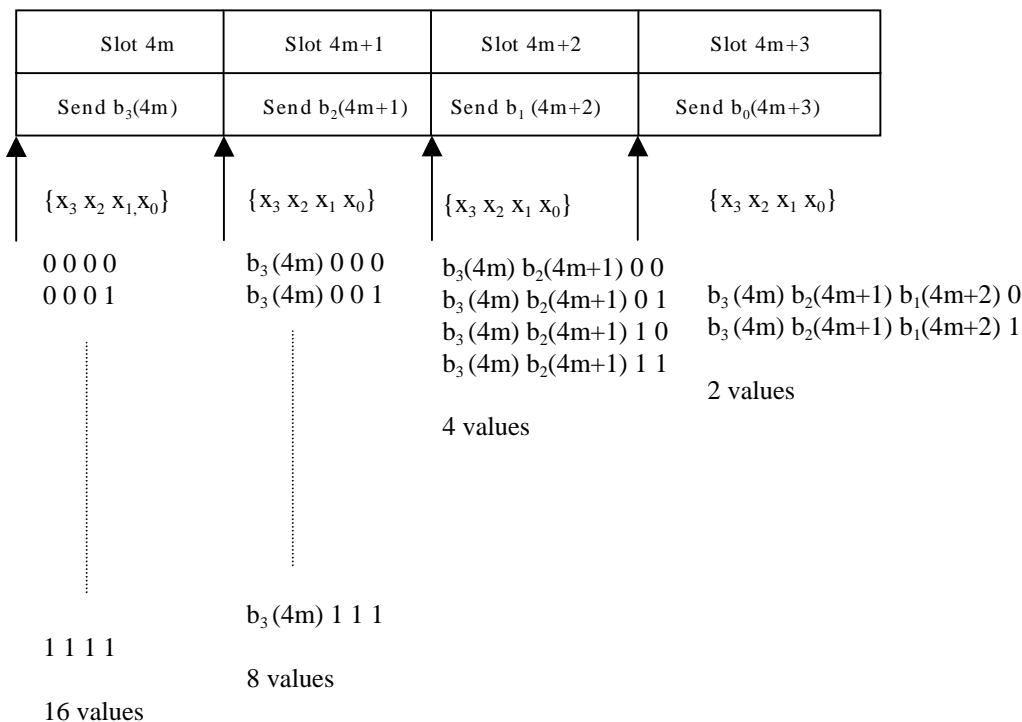 Slot 4m
Slot 4m+1
Slot 4m+2
Slot 4m+3
Send b₃(4m)
Send b₂(4m+1)
Send b₁ (4m+2)
Send b₀(4m+3)
{x₃ x₂ x₁,x₀}
0 0 0 0
0 0 0 1
1 1 1 1
16 values
{x₃ x₂ x₁ x₀}
b₃ (4m) 0 0 0
b₃ (4m) 0 0 1
b₃ (4m) 1 1 1
8 values
{x₃ x₂ x₁ x₀}
b₃(4m) b₂(4m+1) 0 0
b₃ (4m) b₂(4m+1) 0 1
b₃ (4m) b₂(4m+1) 1 0
b₃ (4m) b₂(4m+1) 1 1
4 values
{x₃ x₂ x₁ x₀}
b₃ (4m) b₂(4m+1) b₁(4m+2) 0
b₃ (4m) b₂(4m+1) b₁(4m+2) 1
2 values